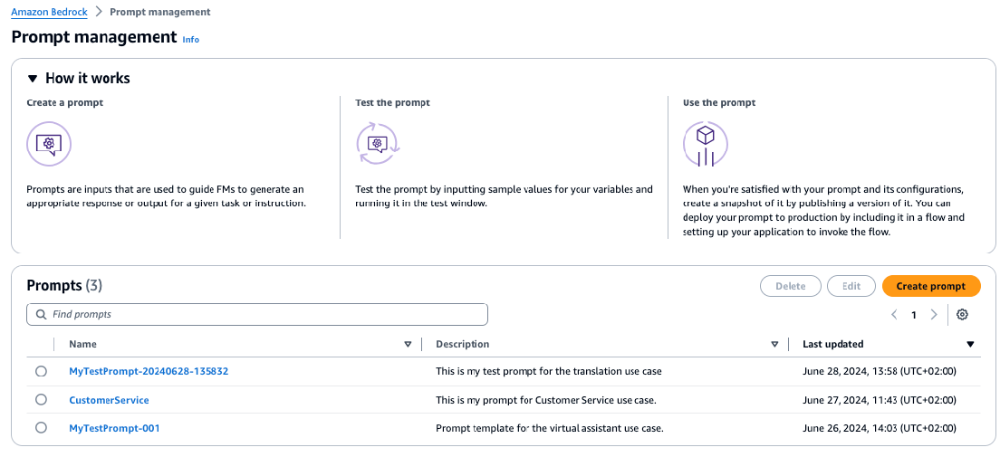 Amazon Bedrock > Prompt management
Prompt management Info
How it works
Create a prompt
Prompts are inputs that are used to guide FMs to generate an
appropriate response or output for a given task or instruction.
Test the prompt
Test the prompt by inputting sample values for your variables and
running it in the test window.
Use the prompt
When you're satisfied with your prompt and its configurations,
create a snapshot of it by publishing a version of it. You can
deploy your prompt to production by including it in a flow and
setting up your application to invoke the flow.
Prompts (3)
Delete Edit Create prompt
Find prompts
1
Name Description Last updated
MyTestPrompt-20240628-135832 This is my test prompt for the translation use case June 28, 2024, 13:58 (UTC+02:00)
CustomerService This is my prompt for Customer Service use case. June 27, 2024, 11:43 (UTC+02:00)
MyTestPrompt-001 Prompt template for the virtual assistant use case. June 26, 2024, 14:03 (UTC+02:00)